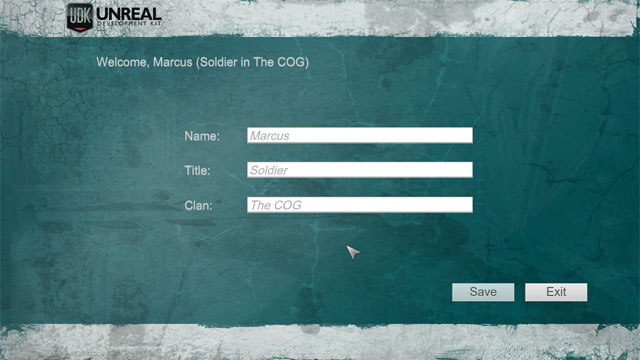 UDK UNREAL
DEVELOPMENT KIT
Welcome, Marcus (Soldier in The COG)
Name: Marcus
Title: Soldier
Clan: The COG
Save Exit